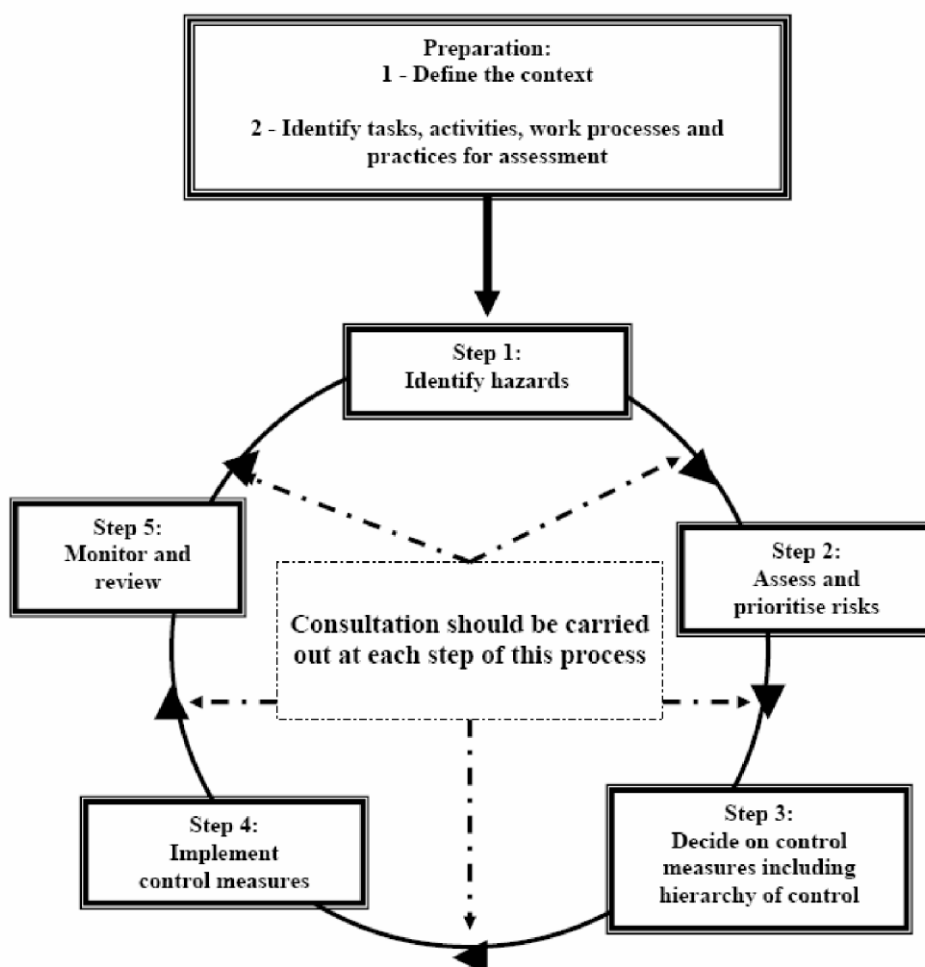 Preparation:
1 - Define the context
2 - Identify tasks, activities, work processes and
practices for assessment
Step 1:
Identify hazards
Step 2:
Assess and
prioritise risks
Step 3:
Decide on control
measures including
hierarchy of control
Step 4:
Implement
control measures
Step 5:
Monitor and
review
Consultation should be carried
out at each step of this process